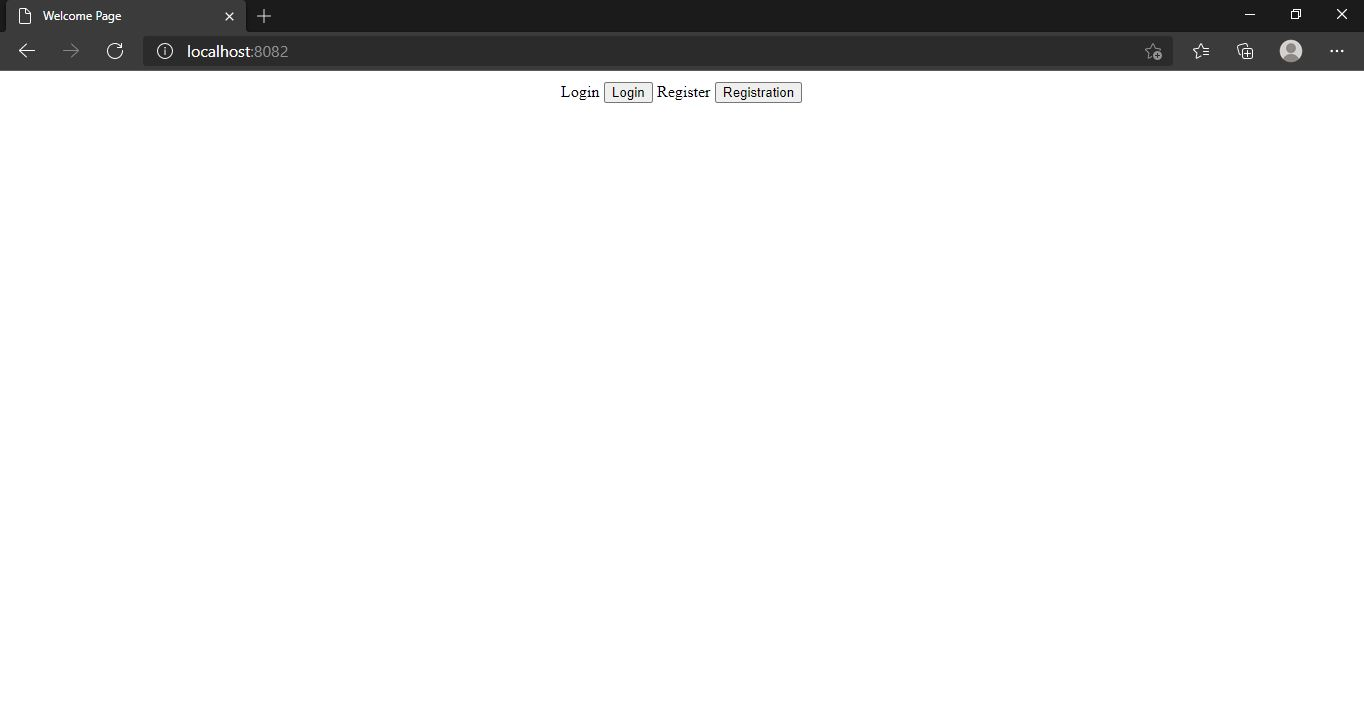 Welcome Page
localhost:8082
Login Login Register Registration